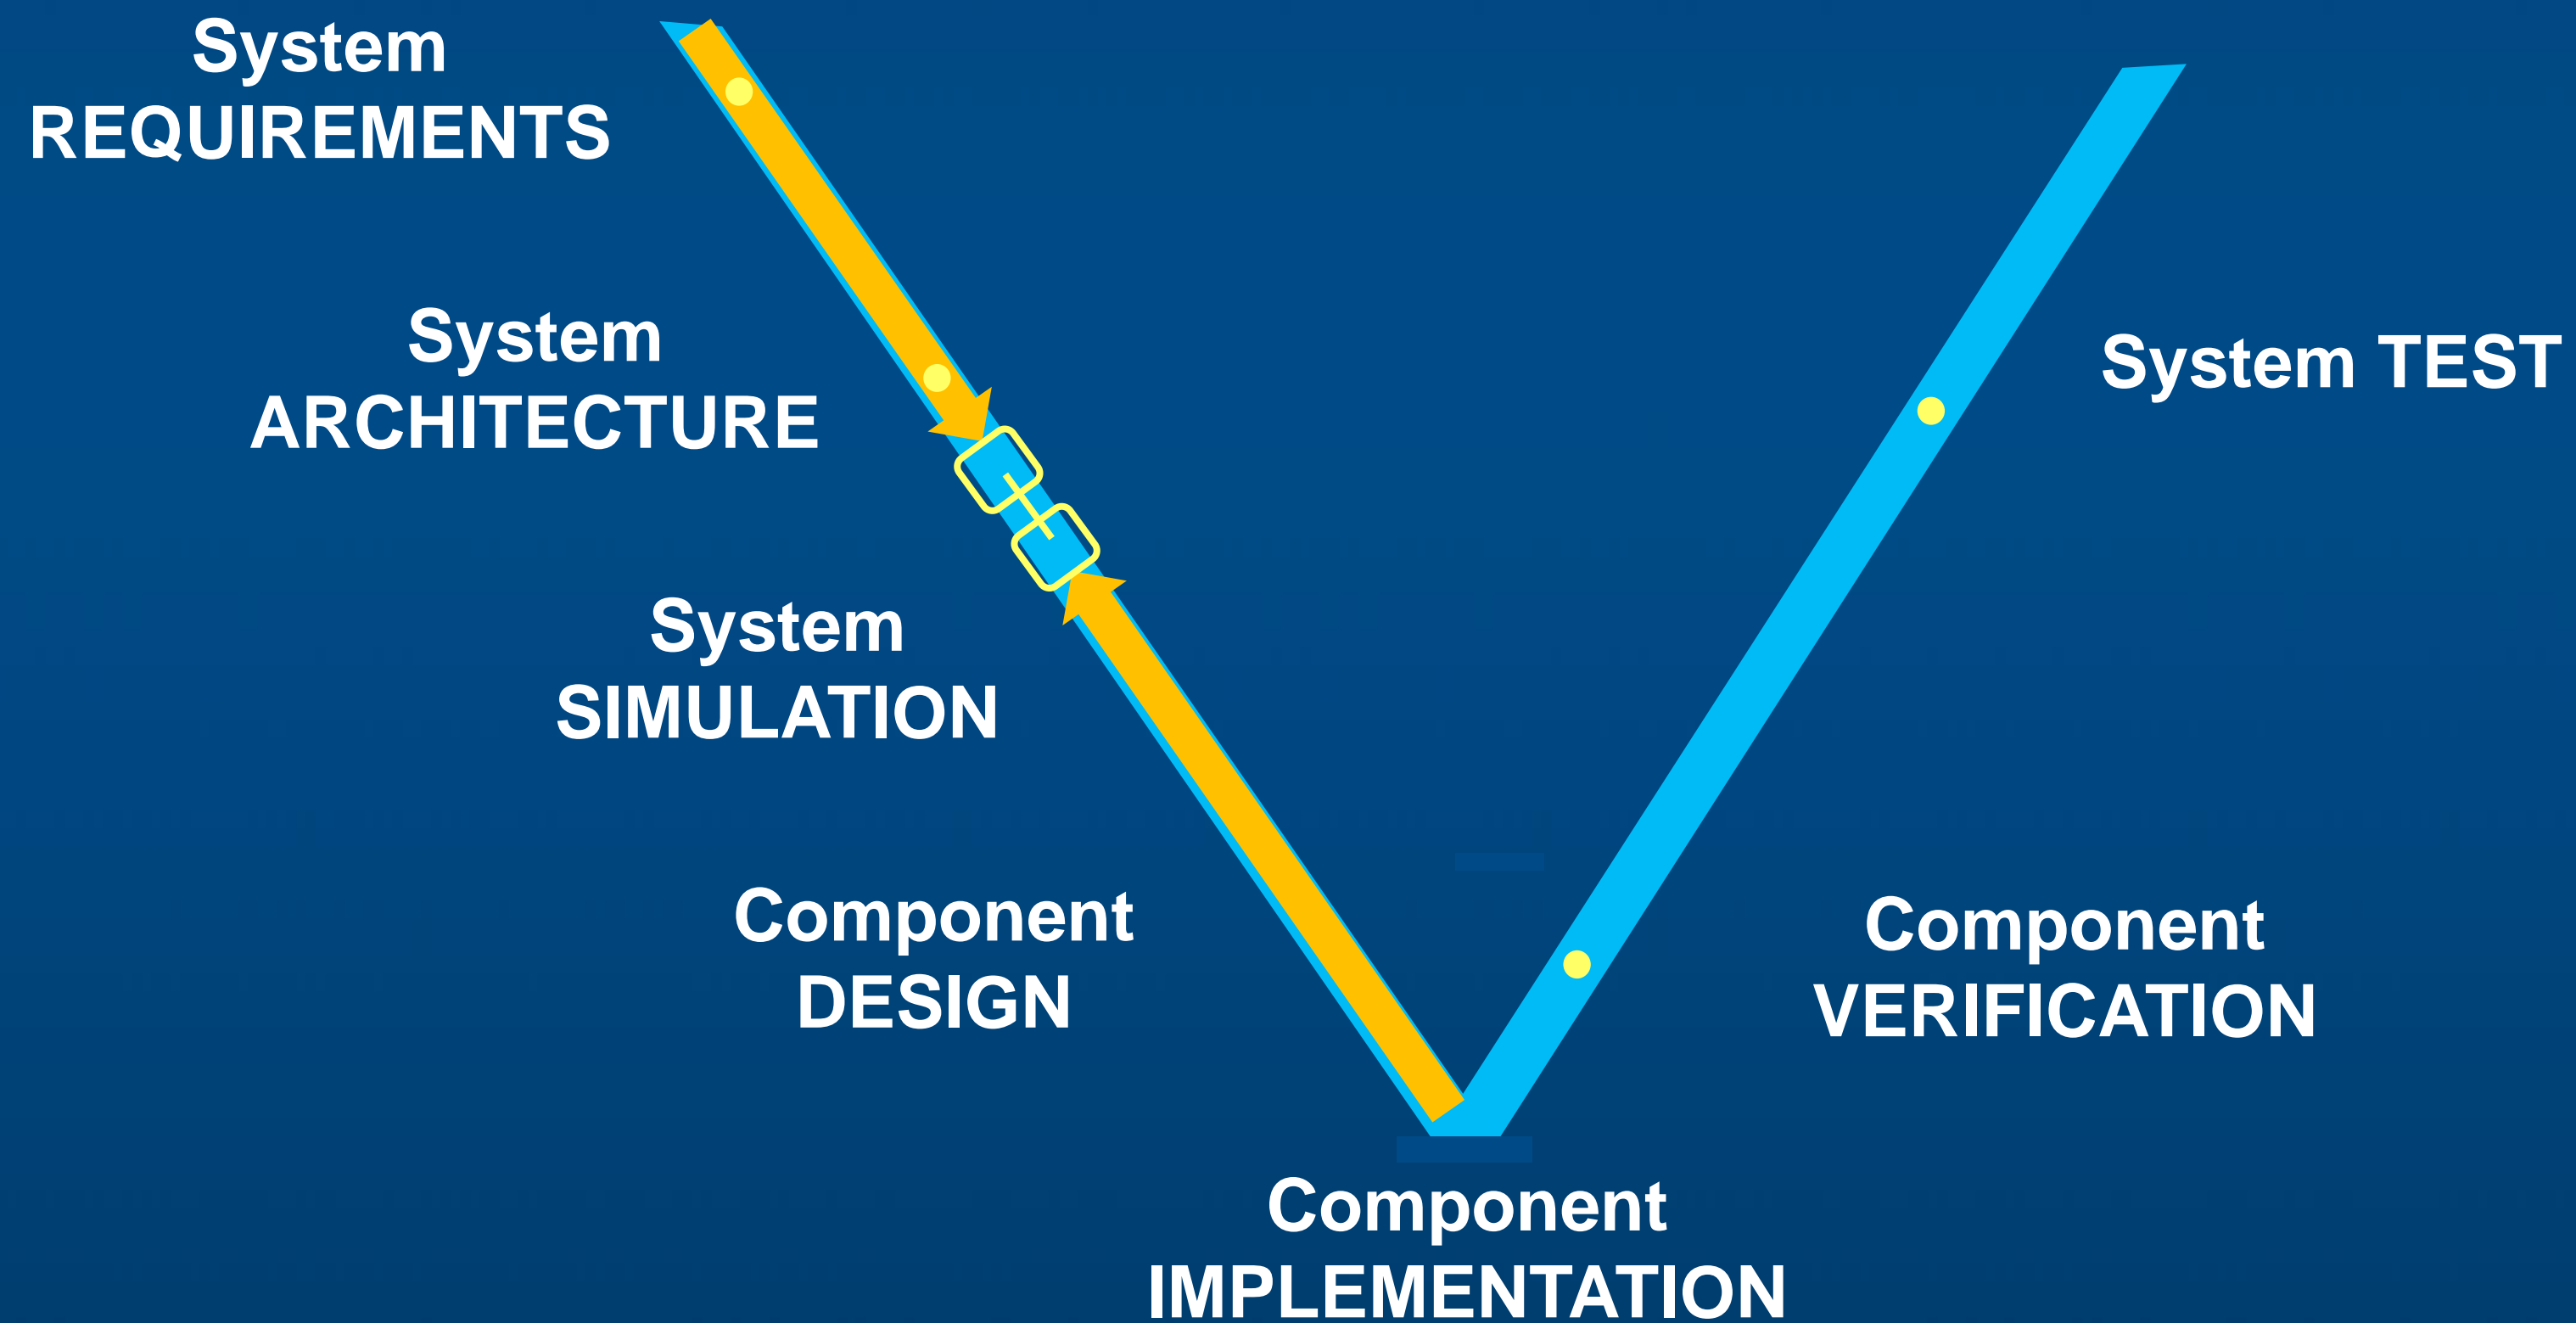 System
REQUIREMENTS
System
ARCHITECTURE
System TEST
System
SIMULATION
Component
DESIGN
Component
VERIFICATION
Component
IMPLEMENTATION